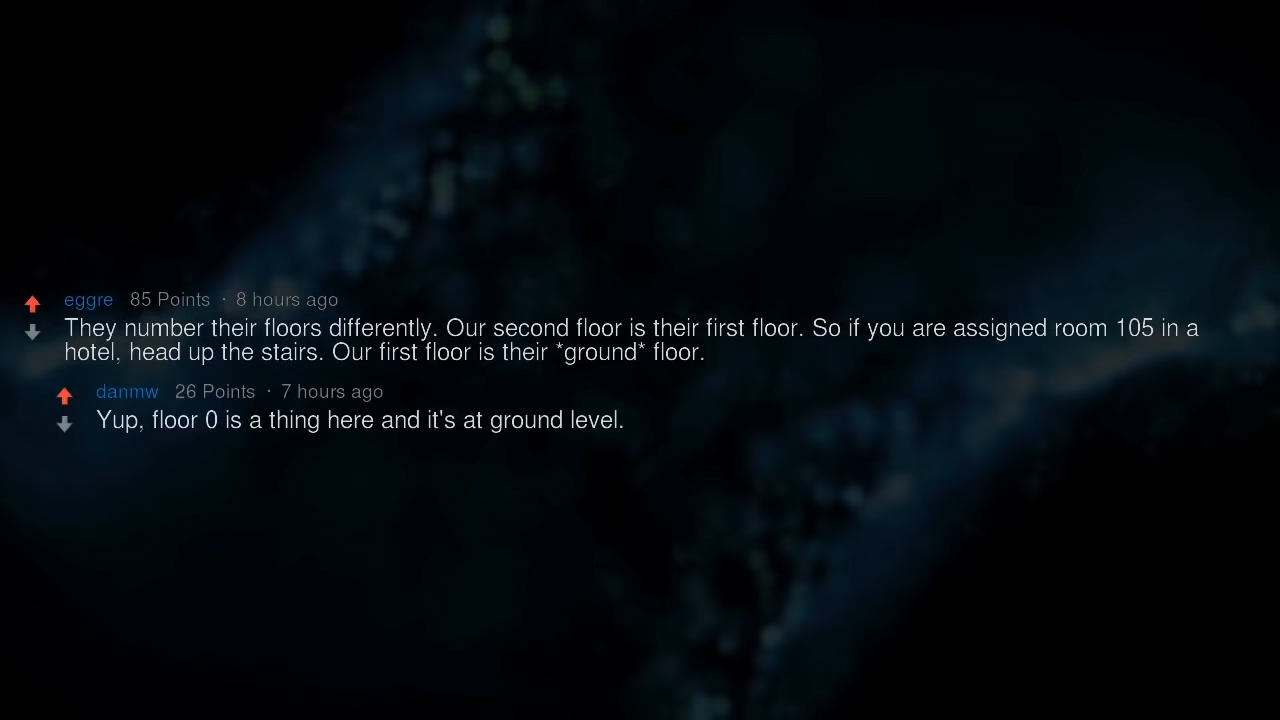 eggre 85 Points · 8 hours ago
They number their floors differently. Our second floor is their first floor. So if you are assigned room 105 in a
hotel, head up the stairs. Our first floor is their *ground* floor.
danmw 26 Points · 7 hours ago
Yup, floor 0 is a thing here and it's at ground level.